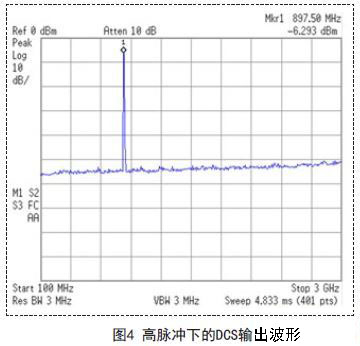 Mkr1 897.50 MHz
Ref 0 dBm Atten 10 dB -6.293 dBm
Peak
Log
10
dB/
1
M1 S2
S3 FC
AA
Start 100 MHz Stop 3 GHz
Res BW 3 MHz VBW 3 MHz Sweep 4.833 ms (401 pts)
图4 高脉冲下的DCS输出波形